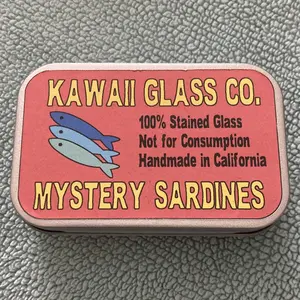 KAWAII GLASS CO.
100% Stained Glass
Not for Consumption
Handmade in California
MYSTERY SARDINES